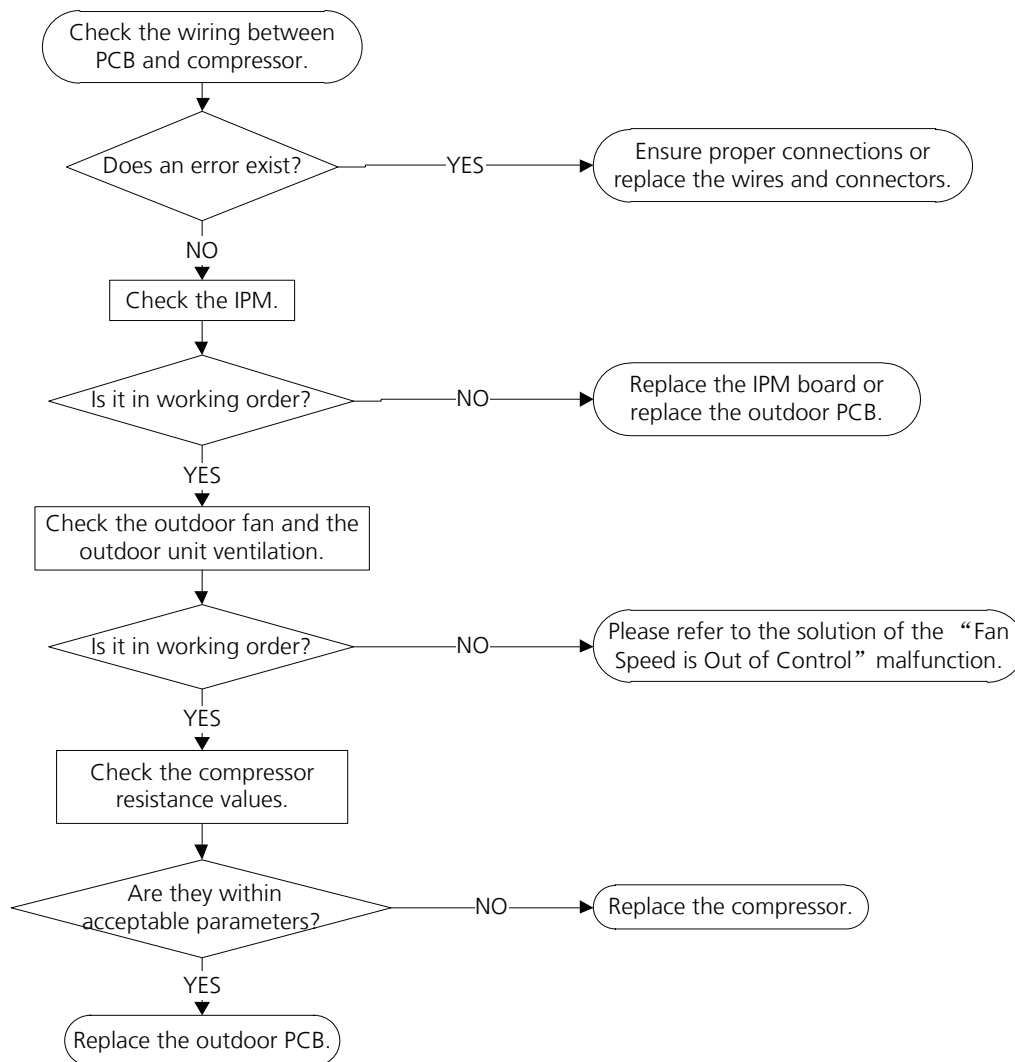 Check the wiring between
PCB and compressor.
Does an error exist?
YES
Ensure proper connections or
replace the wires and connectors.
NO
Check the IPM.
Is it in working order?
NO
Replace the IPM board or
replace the outdoor PCB.
YES
Check the outdoor fan and the
outdoor unit ventilation.
Is it in working order?
NO
Please refer to the solution of the “Fan
Speed is Out of Control” malfunction.
YES
Check the compressor
resistance values.
Are they within
acceptable parameters?
NO
Replace the compressor.
YES
Replace the outdoor PCB.